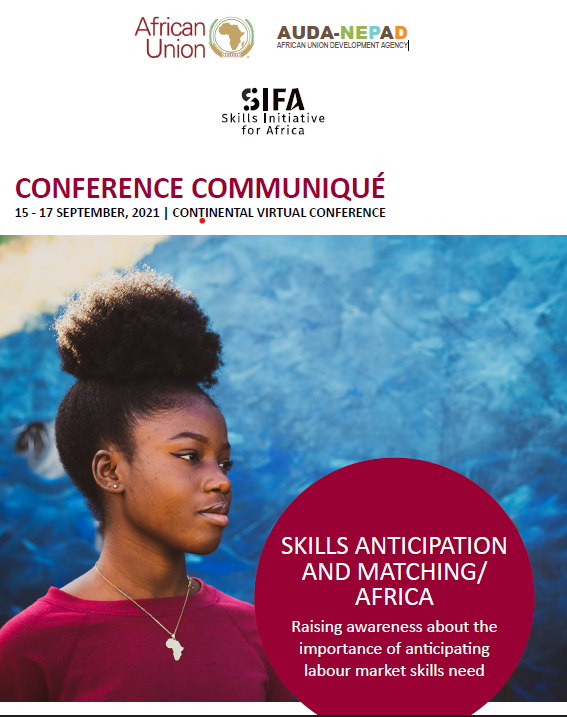 African
Union
AUDA-NEPAD
AFRICAN UNION DEVELOPMENT AGENCY
SIFA
Skills Initiative
for Africa
CONFERENCE COMMUNIQUÉ
15 - 17 SEPTEMBER, 2021 | CONTINENTAL VIRTUAL CONFERENCE
SKILLS ANTICIPATION
AND MATCHING/
AFRICA
Raising awareness about the
importance of anticipating
labour market skills need